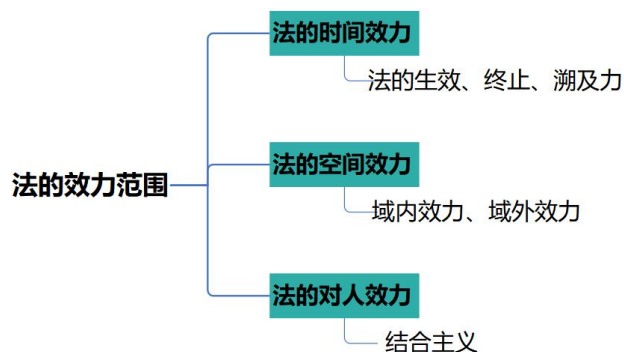 法的时间效力
法的生效、终止、溯及力
法的效力范围
法的空间效力
域内效力、域外效力
法的对人效力
结合主义